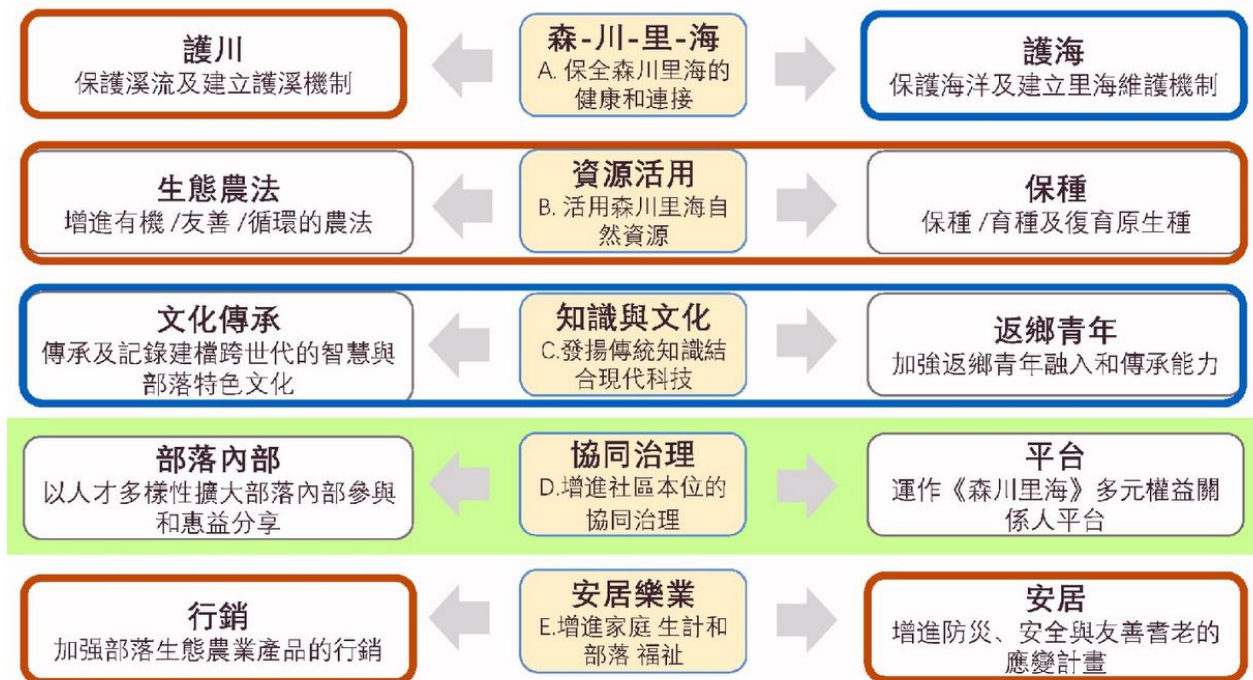 護川
保護溪流及建立護溪機制
森-川-里-海
A. 保全森川里海的
健康和連接
護海
保護海洋及建立里海維護機制
生態農法
增進有機 /友善 /循環的農法
資源活用
B. 活用森川里海自
然資源
保種
保種 /育種及復育原生種
文化傳承
傳承及記錄建檔跨世代的智慧與
部落特色文化
知識與文化
C.發揚傳統知識結
合現代科技
返鄉青年
加強返鄉青年融入和傳承能力
部落內部
以人才多樣性擴大部落內部參與
和惠益分享
協同治理
D.增進社區本位的
協同治理
平台
運作《森川里海》多元權益關
係人平台
行銷
加强部落生態農業產品的行銷
安居樂業
E.增進家庭 生計和
部落 福祉
安居
增進防災、安全與友善耆老的
應變計畫